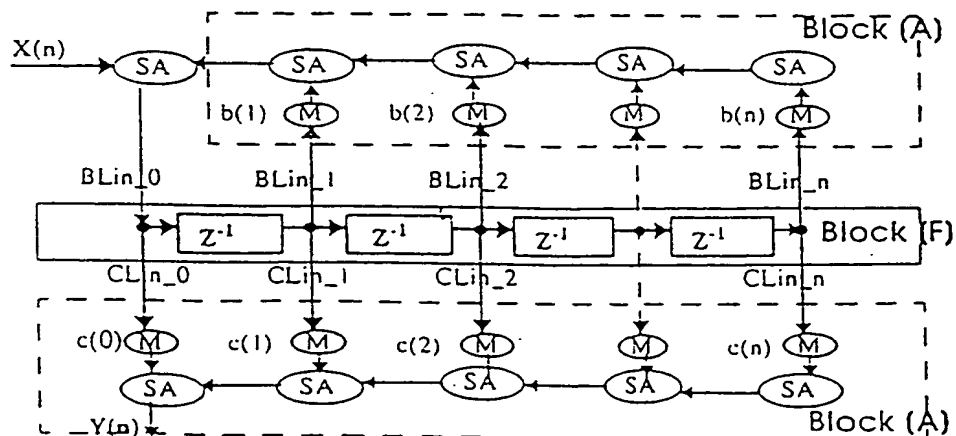 Block (A)
X(n)
SA SA SA SA SA
b(1) M b(2) M M b(n) M
BLin_0 BLin_1 BLin_2 BLin_n
Z-1 Z-1 Z-1 Z-1 Block (F)
CLin_0 CLin_1 CLin_2 CLin_n
c(0) M c(1) M c(2) M M c(n) M
SA SA SA SA SA
Y(n) Block (A)